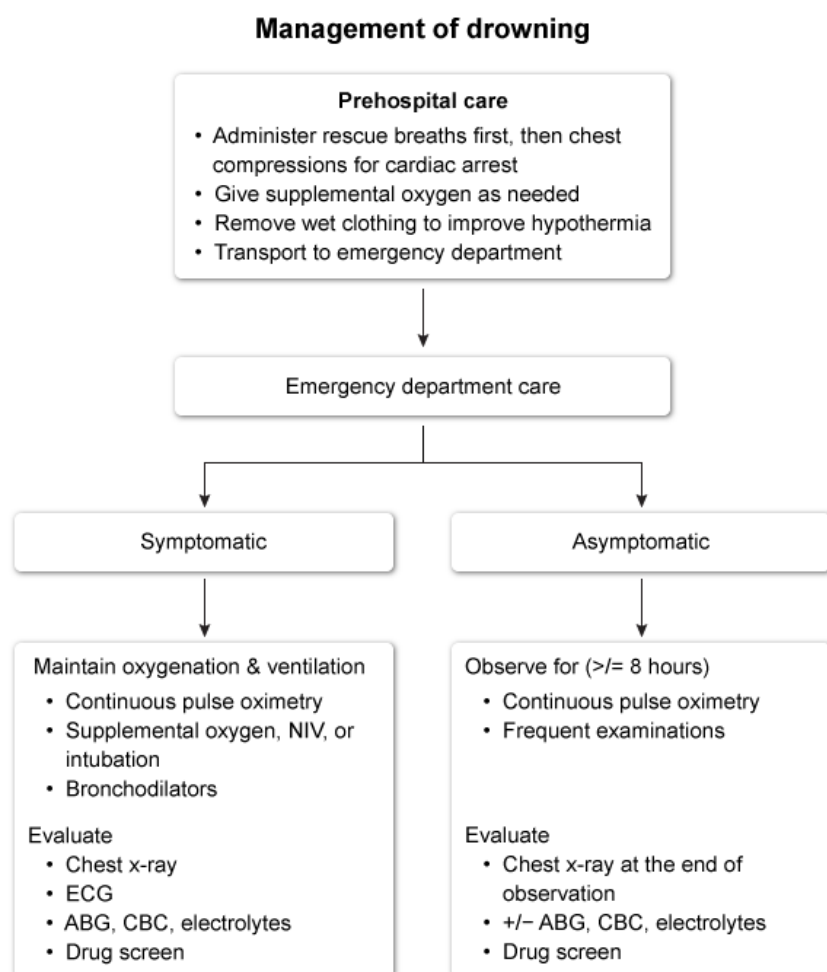 Management of drowning
Prehospital care
• Administer rescue breaths first, then chest
compressions for cardiac arrest
• Give supplemental oxygen as needed
• Remove wet clothing to improve hypothermia
• Transport to emergency department
Emergency department care
Symptomatic
Asymptomatic
Maintain oxygenation & ventilation
• Continuous pulse oximetry
• Supplemental oxygen, NIV, or
intubation
• Bronchodilators
Evaluate
• Chest x-ray
• ECG
• ABG, CBC, electrolytes
• Drug screen
Observe for (>/= 8 hours)
• Continuous pulse oximetry
• Frequent examinations
Evaluate
• Chest x-ray at the end of
observation
• +/− ABG, CBC, electrolytes
• Drug screen